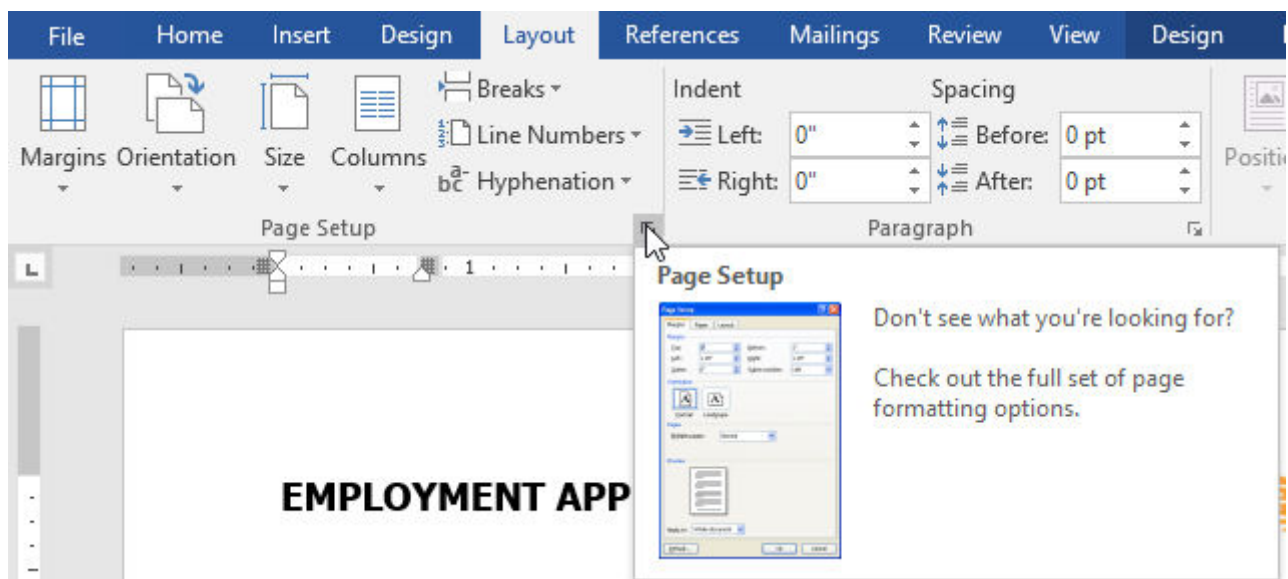 File Home Insert Design Layout References Mailings Review View Design
Breaks Indent Spacing
Line Numbers Left: 0" Before: 0 pt
Margins Orientation Size Columns
a-
bc Hyphenation Right: 0" After: 0 pt
Page Setup Paragraph
L 1
Page Setup
Don't see what you're looking for?
Check out the full set of page
formatting options.
EMPLOYMENT APP